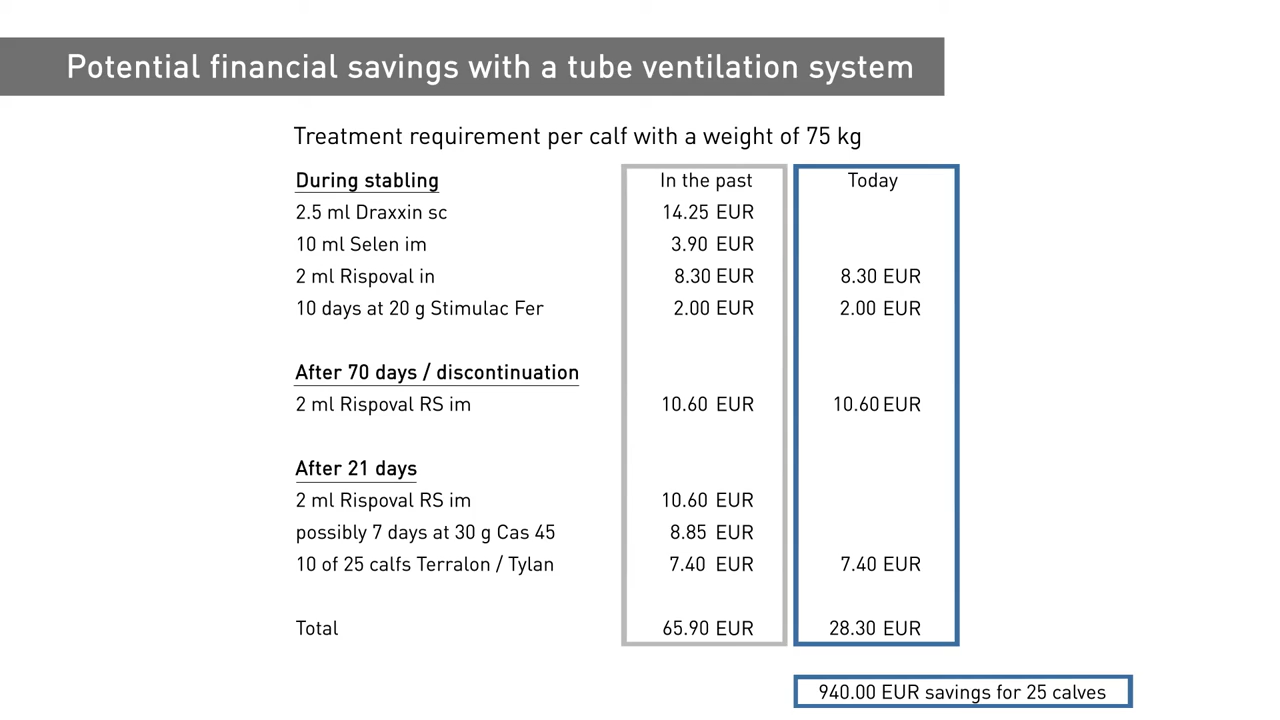 Potential financial savings with a tube ventilation system
Treatment requirement per calf with a weight of 75 kg
During stabling In the past Today
2.5 ml Draxxin sc 14.25 EUR
10 ml Selen im 3.90 EUR
2 ml Rispoval in 8.30 EUR 8.30 EUR
10 days at 20 g Stimulac Fer 2.00 EUR 2.00 EUR
After 70 days / discontinuation
2 ml Rispoval RS im 10.60 EUR 10.60 EUR
After 21 days
2 ml Rispoval RS im 10.60 EUR
possibly 7 days at 30 g Cas 45 8.85 EUR
10 of 25 calfs Terralon / Tylan 7.40 EUR 7.40 EUR
Total 65.90 EUR 28.30 EUR
940.00 EUR savings for 25 calves